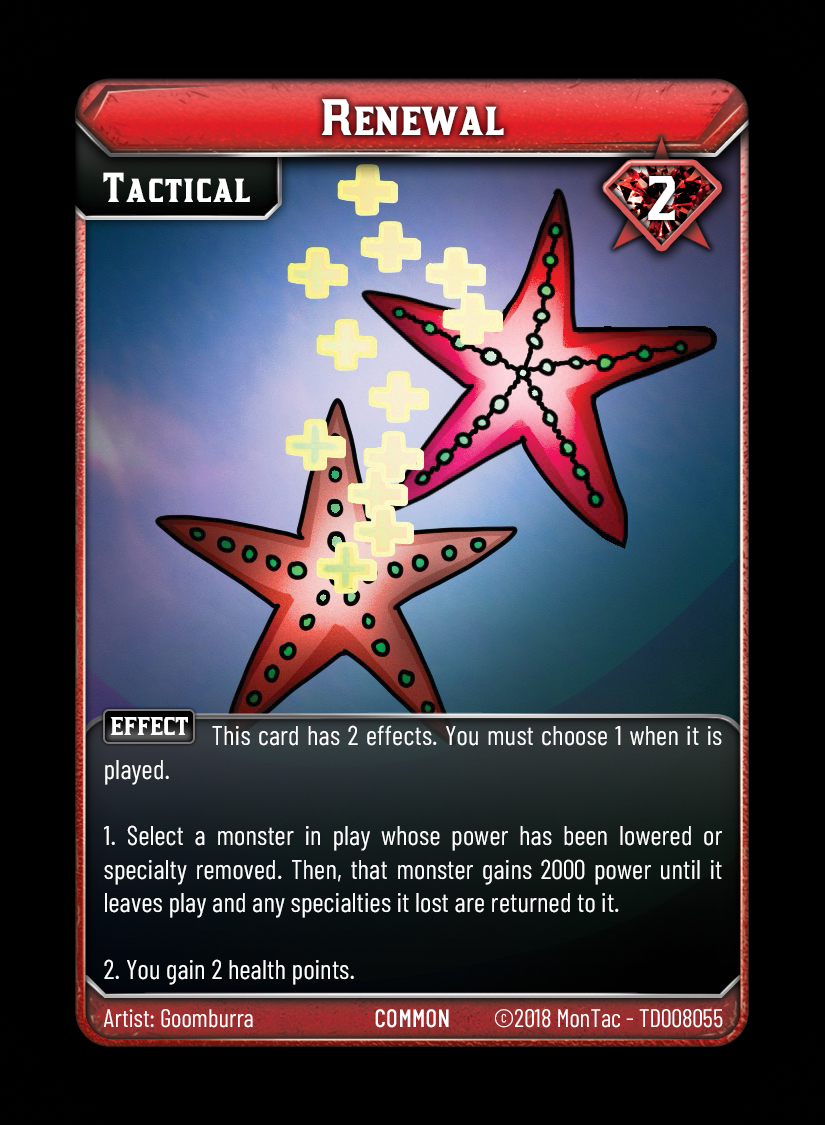 RENEWAL
TACTICAL
2
EFFECT This card has 2 effects. You must choose 1 when it is
played.
1. Select a monster in play whose power has been lowered or
specialty removed. Then, that monster gains 2000 power until it
leaves play and any specialties it lost are returned to it.
2. You gain 2 health points.
Artist: Goomburra COMMON ©2018 MonTac - TD008055